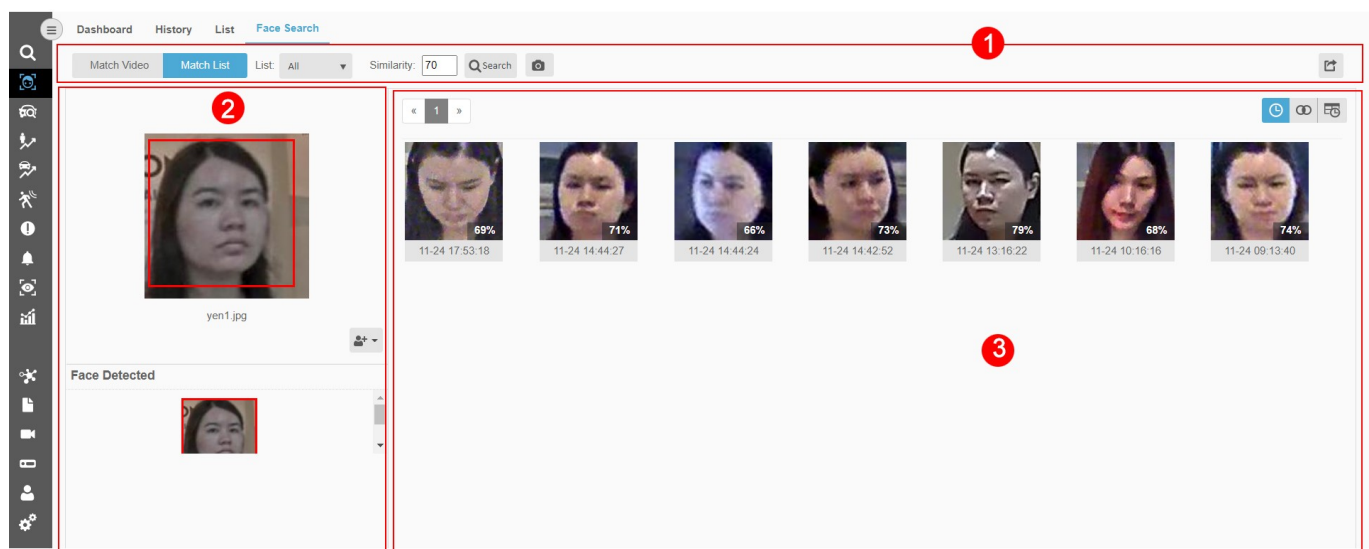 Dashboard History List Face Search
1
Match Video Match List List: All Similarity: 70 Search
2
« 1 »
69% 71% 66% 73% 79% 68% 74%
11-24 17:53:18 11-24 14:44:27 11-24 14:44:24 11-24 14:42:52 11-24 13:16:22 11-24 10:16:16 11-24 09:13:40
yen1.jpg
3
Face Detected